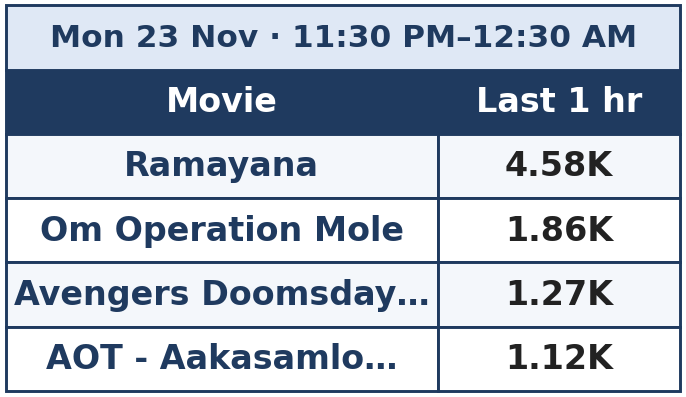 Mon 23 Nov · 11:30 PM–12:30 AM
Movie Last 1 hr
Ramayana 4.58K
Om Operation Mole 1.86K
Avengers Doomsday... 1.27K
AOT - Aakasamlo... 1.12K